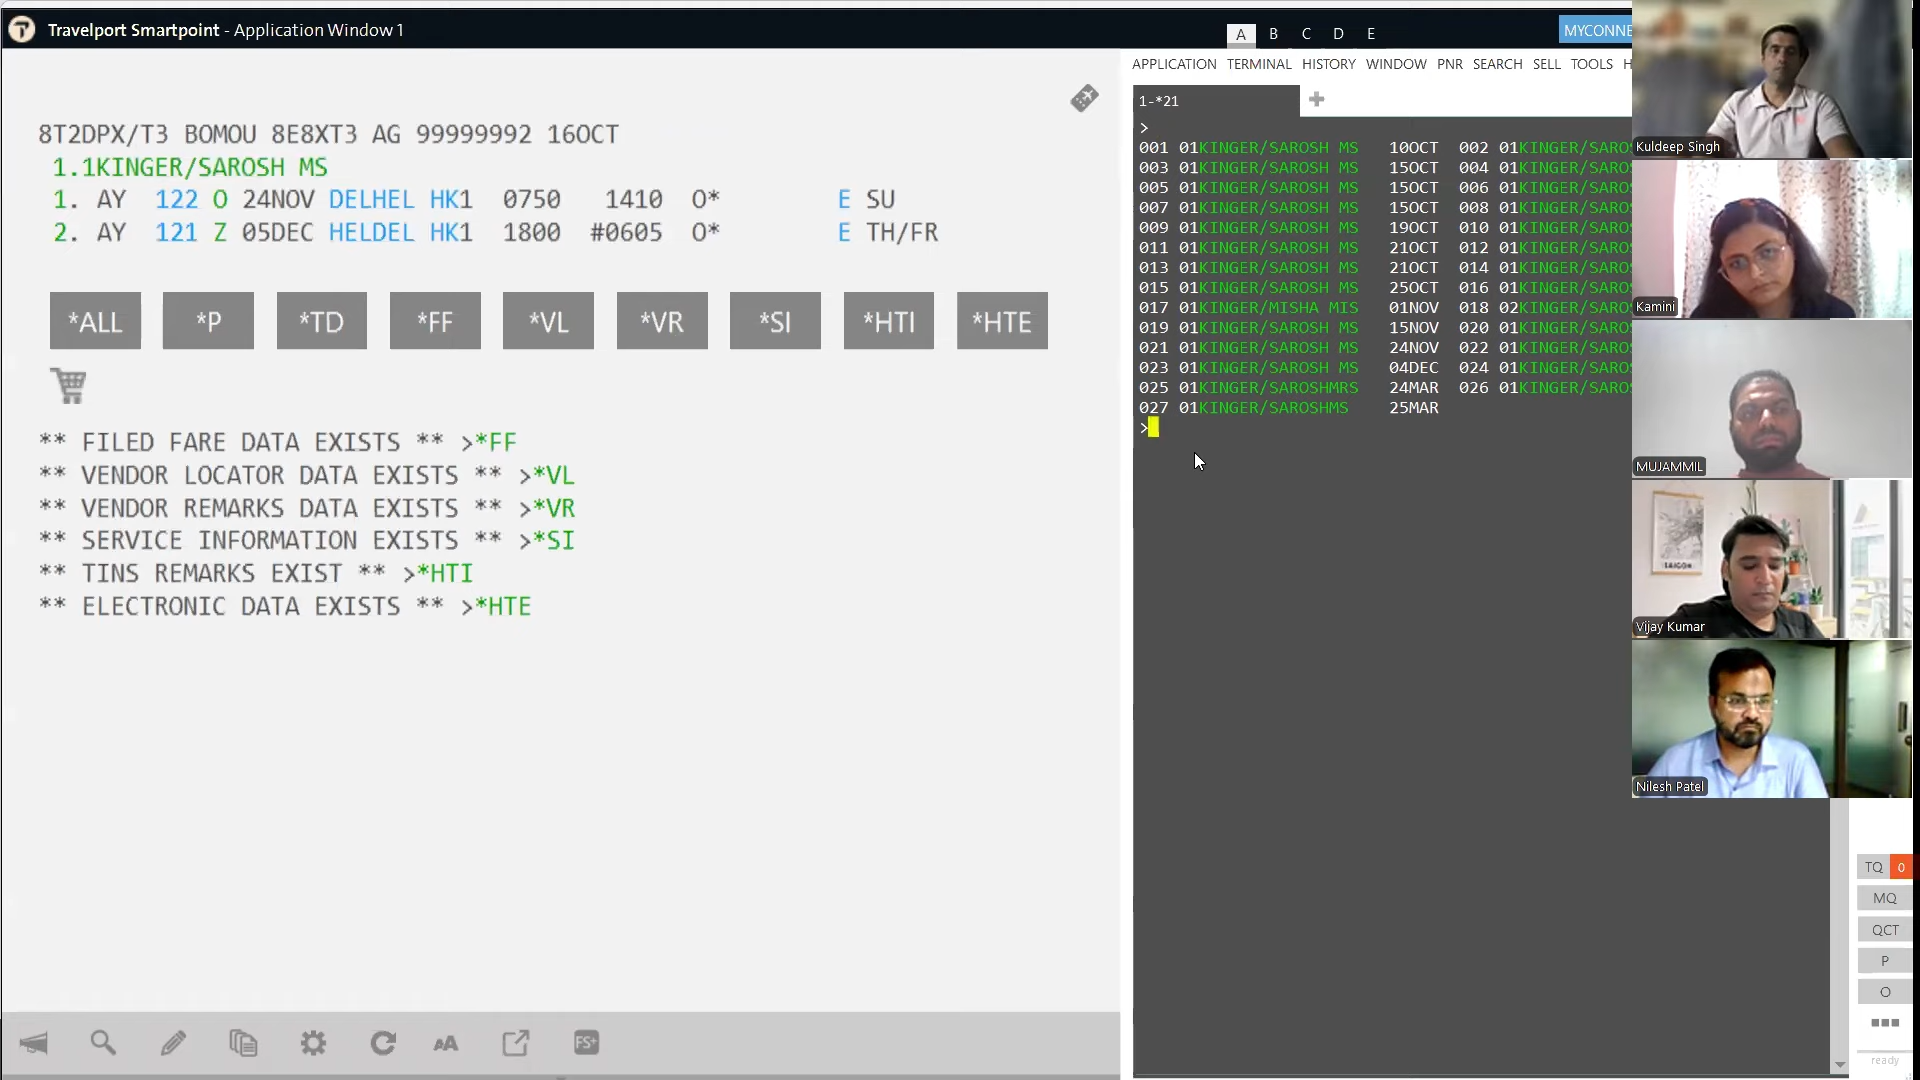 Travelport Smartpoint - Application Window 1
A B C D E
MYCONNE
APPLICATION TERMINAL HISTORY WINDOW PNR SEARCH SELL TOOLS H
8T2DPX/T3 BOMOU 8E8XT3 AG 99999992 16OCT
1.1KINGER/SAROSH MS
1. AY 122 O 24NOV DELHEL HK1 0750 1410 O* E SU
2. AY 121 Z 05DEC HELDEL HK1 1800 #0605 O* E TH/FR
*ALL *P *TD *FF *VL *VR *SI *HTI *HTE
** FILED FARE DATA EXISTS ** >*FF
** VENDOR LOCATOR DATA EXISTS ** >*VL
** VENDOR REMARKS DATA EXISTS ** >*VR
** SERVICE INFORMATION EXISTS ** >*SI
** TINS REMARKS EXIST ** >*HTI
** ELECTRONIC DATA EXISTS ** >*HTE
AA FS+
1-*21
>
001 01KINGER/SAROSH MS 10OCT 002 01KINGER/SARO
003 01KINGER/SAROSH MS 15OCT 004 01KINGER/SARO
005 01KINGER/SAROSH MS 15OCT 006 01KINGER/SARO
007 01KINGER/SAROSH MS 15OCT 008 01KINGER/SARO
009 01KINGER/SAROSH MS 19OCT 010 01KINGER/SARO
011 01KINGER/SAROSH MS 21OCT 012 01KINGER/SARO
013 01KINGER/SAROSH MS 21OCT 014 01KINGER/SARO
015 01KINGER/SAROSH MS 25OCT 016 01KINGER/SARO
017 01KINGER/MISHA MIS 01NOV 018 02KINGER/SARO
019 01KINGER/SAROSH MS 15NOV 020 01KINGER/SARO
021 01KINGER/SAROSH MS 24NOV 022 01KINGER/SARO
023 01KINGER/SAROSH MS 04DEC 024 01KINGER/SARO
025 01KINGER/SAROSHMRS 24MAR 026 01KINGER/SARO
027 01KINGER/SAROSHMS 25MAR
>
Kuldeep Singh
Kamini
MUJAMMIL
SAIGON
Vijay Kumar
Nilesh Patel
TQ 0
MQ
QCT
P
O
ready